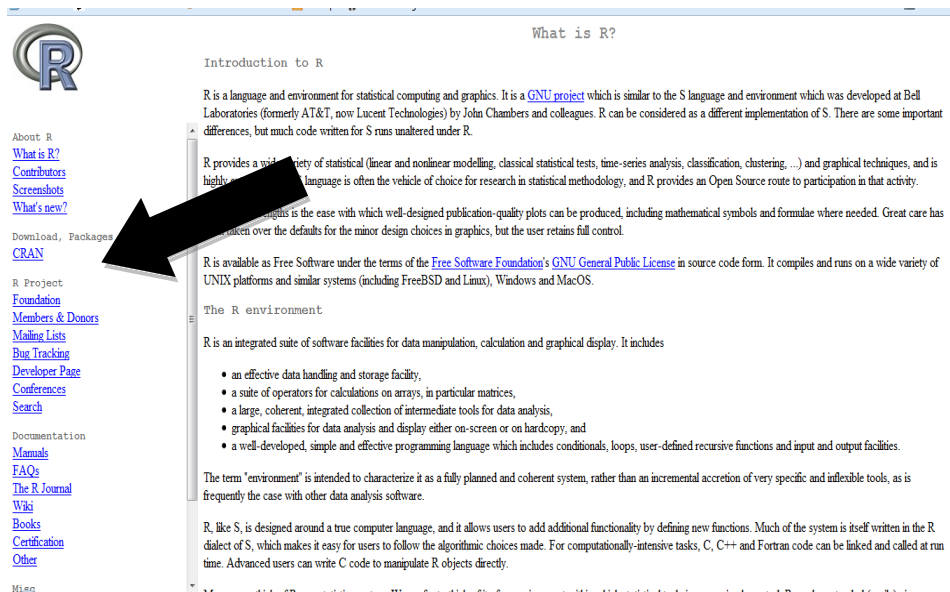 R
About R
What is R?
Contributors
Screenshots
What's new?
Download, Packages
CRAN
R Project
Foundation
Members & Donors
Mailing Lists
Bug Tracking
Developer Page
Conferences
Search
Documentation
Manuals
FAQs
The R Journal
Wiki
Books
Certification
Other
Misc
What is R?
Introduction to R
R is a language and environment for statistical computing and graphics. It is a GNU project which is similar to the S language and environment which was developed at Bell
Laboratories (formerly AT&T, now Lucent Technologies) by John Chambers and colleagues. R can be considered as a different implementation of S. There are some important
differences, but much code written for S runs unaltered under R.
R provides a wide variety of statistical (linear and nonlinear modelling, classical statistical tests, time-series analysis, classification, clustering, ...) and graphical techniques, and is
highly language is often the vehicle of choice for research in statistical methodology, and R provides an Open Source route to participation in that activity.
is the ease with which well-designed publication-quality plots can be produced, including mathematical symbols and formulae where needed. Great care has
taken over the defaults for the minor design choices in graphics, but the user retains full control.
R is available as Free Software under the terms of the Free Software Foundation's GNU General Public License in source code form. It compiles and runs on a wide variety of
UNIX platforms and similar systems (including FreeBSD and Linux), Windows and MacOS.
The R environment
R is an integrated suite of software facilities for data manipulation, calculation and graphical display. It includes
• an effective data handling and storage facility,
• a suite of operators for calculations on arrays, in particular matrices,
• a large, coherent, integrated collection of intermediate tools for data analysis,
• graphical facilities for data analysis and display either on-screen or on hardcopy, and
• a well-developed, simple and effective programming language which includes conditionals, loops, user-defined recursive functions and input and output facilities.
The term "environment" is intended to characterize it as a fully planned and coherent system, rather than an incremental accretion of very specific and inflexible tools, as is
frequently the case with other data analysis software.
R, like S, is designed around a true computer language, and it allows users to add additional functionality by defining new functions. Much of the system is itself written in the R
dialect of S, which makes it easy for users to follow the algorithmic choices made. For computationally-intensive tasks, C, C++ and Fortran code can be linked and called at run
time. Advanced users can write C code to manipulate R objects directly.